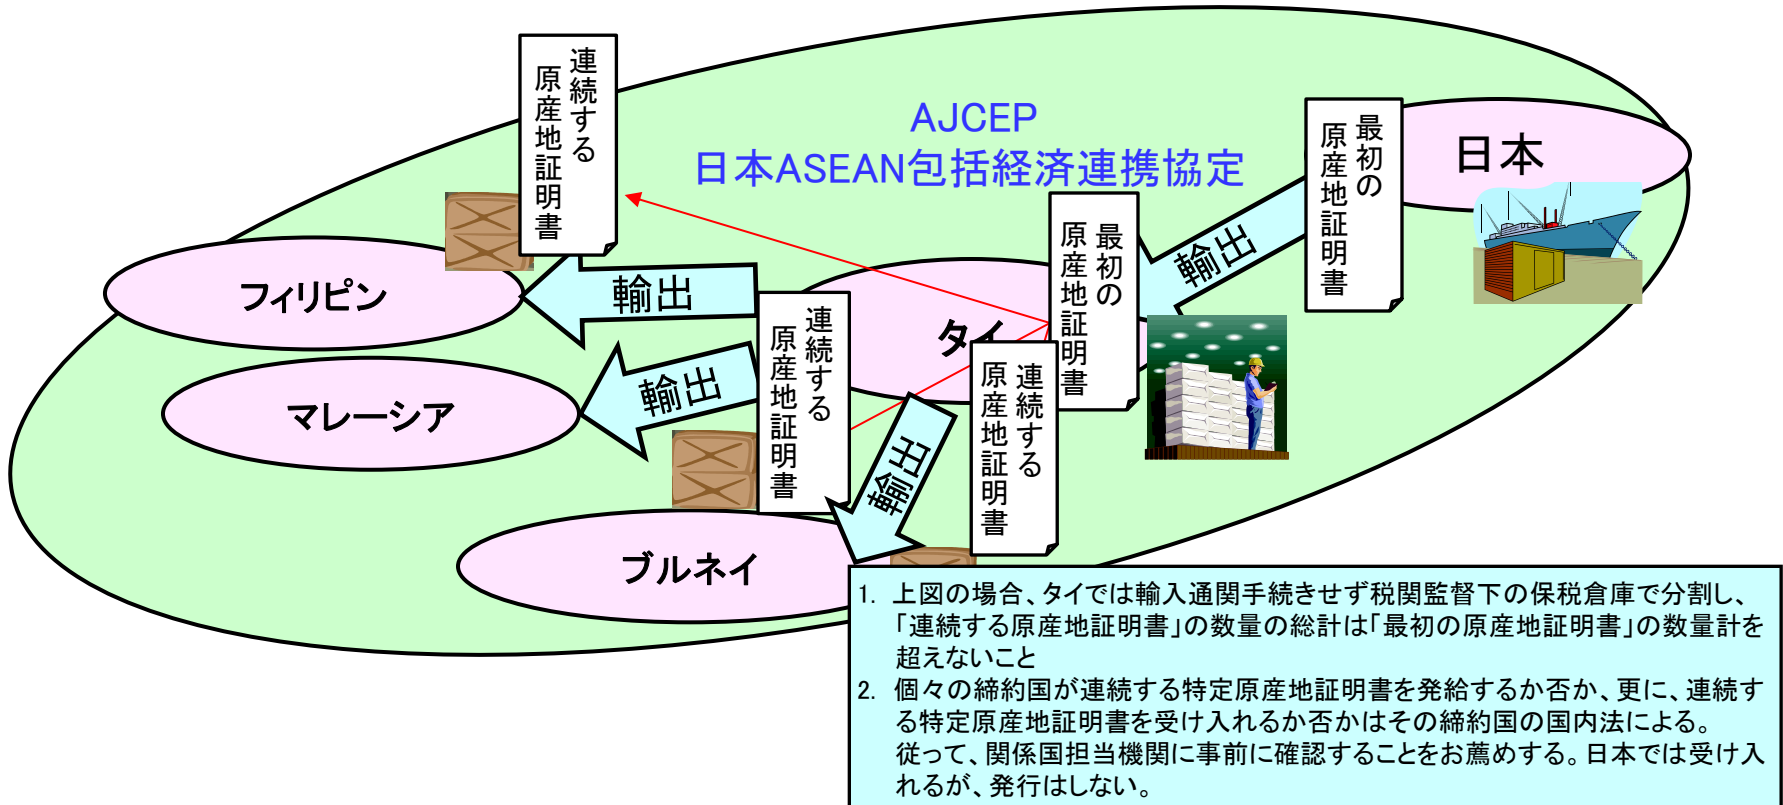 AJCEP
日本ASEAN包括経済連携協定
日本
最初の
原産地証明書
輸出
最初の
原産地証明書
タイ
連続する
原産地証明書
輸出
フィリピン
連続する
原産地証明書
輸出
マレーシア
連続する
原産地証明書
輸出
ブルネイ
1. 上図の場合、タイでは輸入通関手続きせず税関監督下の保税倉庫で分割し、
「連続する原産地証明書」の数量の総計は「最初の原産地証明書」の数量計を
超えないこと
2. 個々の締約国が連続する特定原産地証明書を発給するか否か、更に、連続す
る特定原産地証明書を受け入れるか否かはその締約国の国内法による。
従って、関係国担当機関に事前に確認することをお薦めする。日本では受け入
れるが、発行はしない。